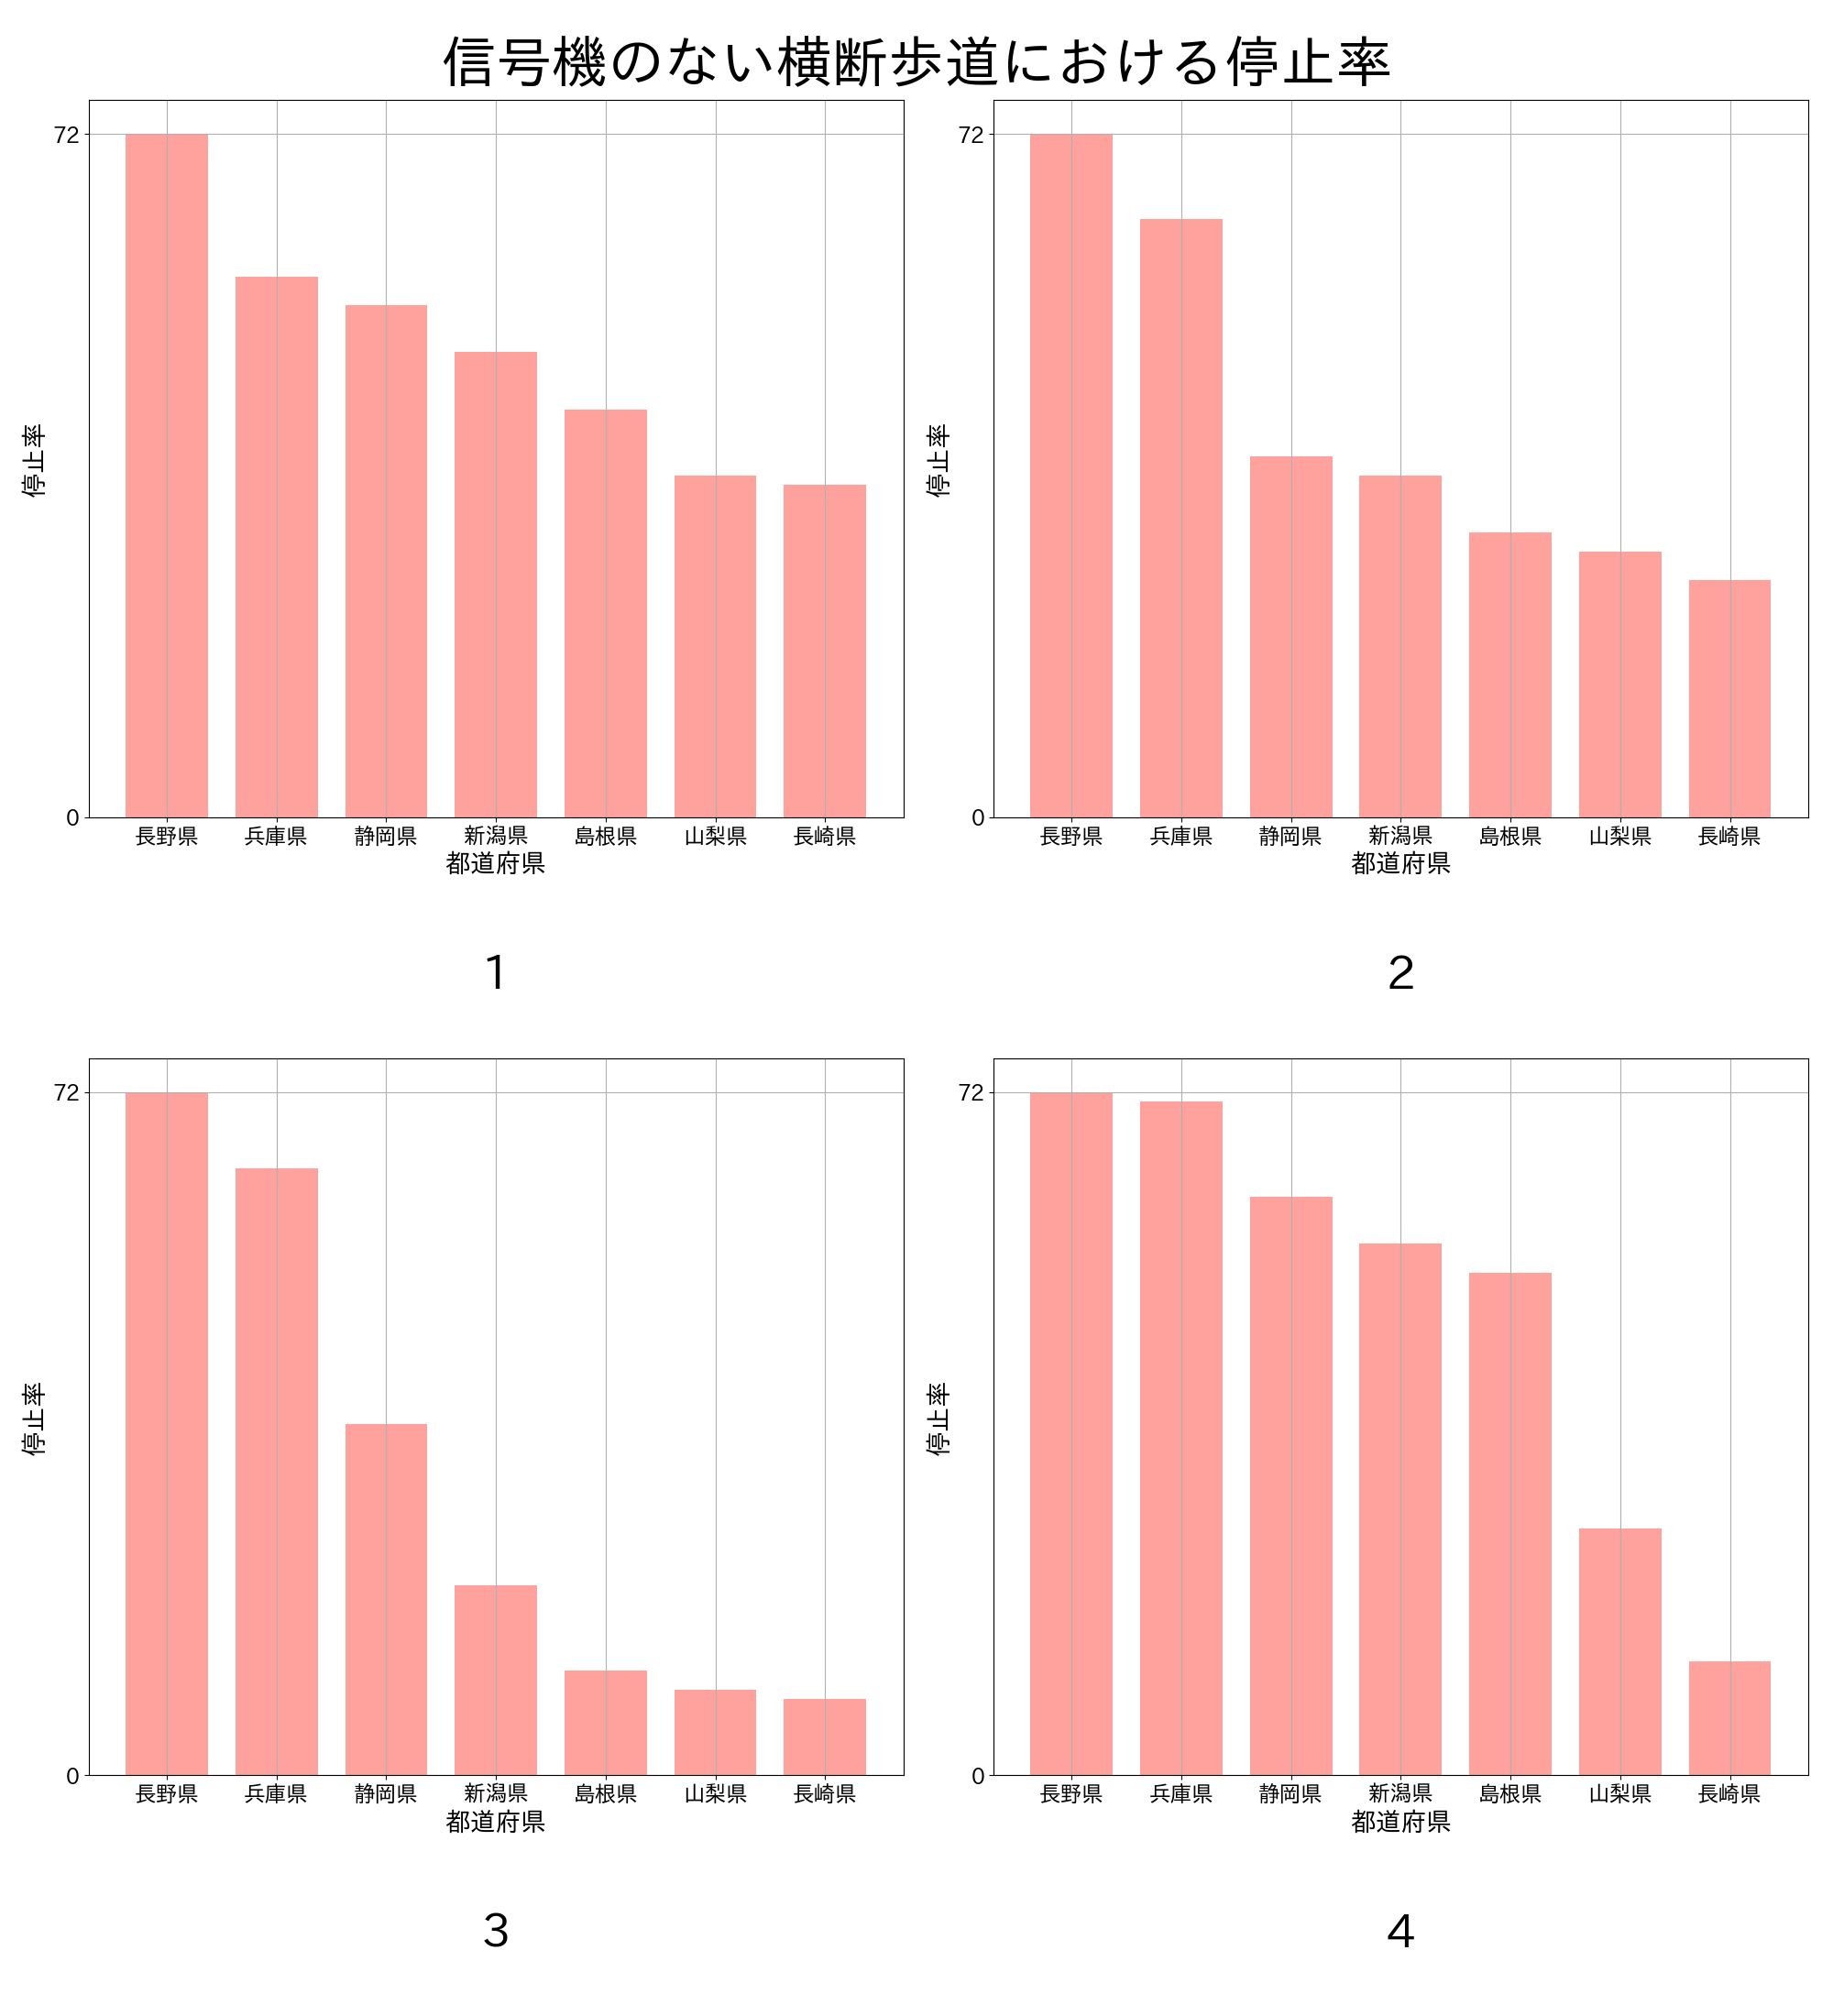 信号機のない横断歩道における停止率
72
0
停止率
長野県 兵庫県 静岡県 新潟県 島根県 山梨県 長崎県
都道府県
1
72
0
停止率
長野県 兵庫県 静岡県 新潟県 島根県 山梨県 長崎県
都道府県
2
72
0
停止率
長野県 兵庫県 静岡県 新潟県 島根県 山梨県 長崎県
都道府県
3
72
0
停止率
長野県 兵庫県 静岡県 新潟県 島根県 山梨県 長崎県
都道府県
4